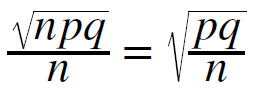 √npq / n = √(pq / n)